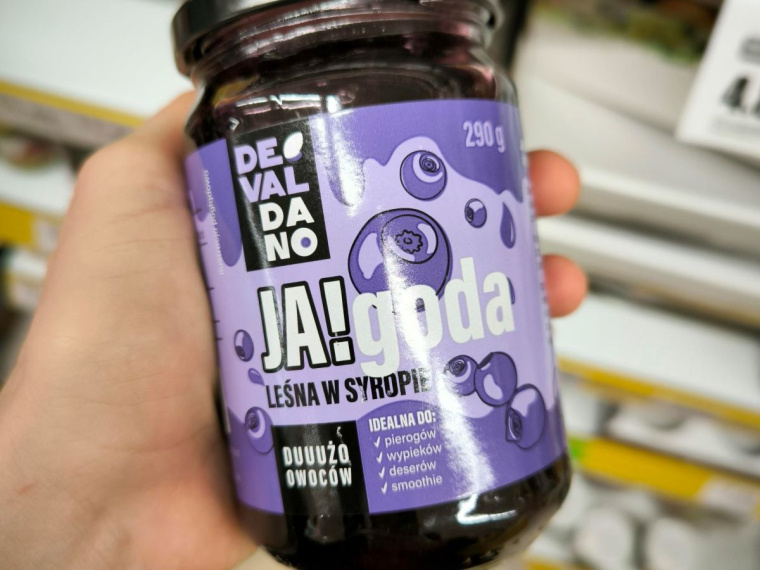 DE
VAL
DA
NO
290 g
JA!goda
LEŚNA W SYROPIE
DUUUŻO
OWOCÓW
IDEALNA DO:
✓ pierogów
✓ wypieków
✓ deserów
✓ smoothie